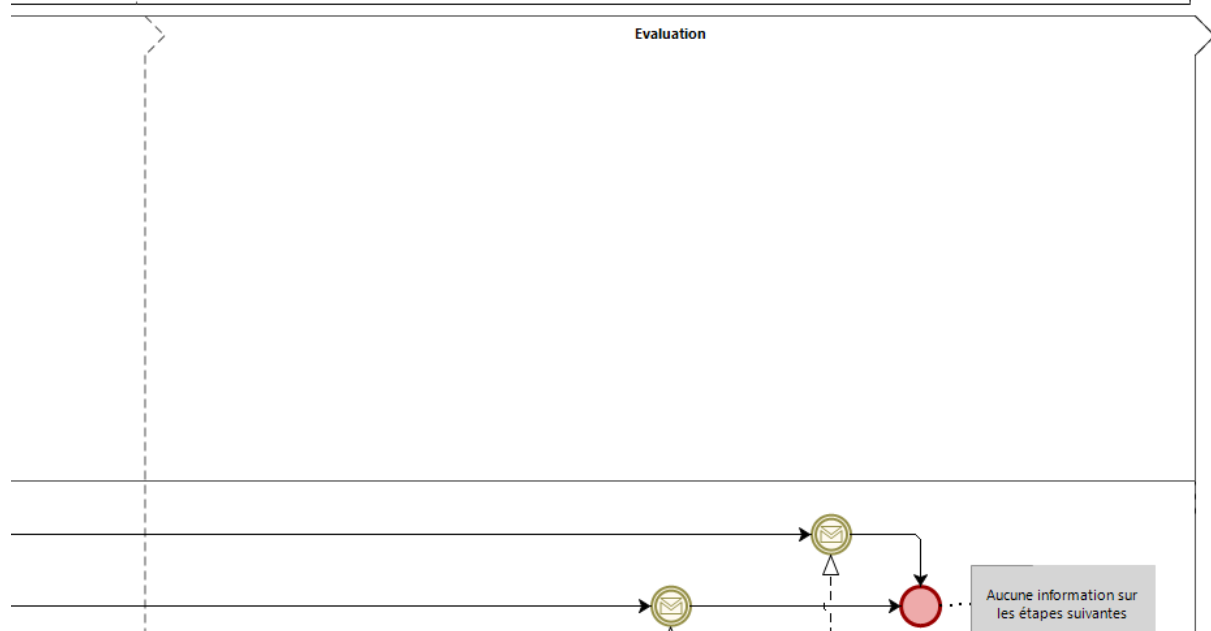 Evaluation
Aucune information sur
les étapes suivantes